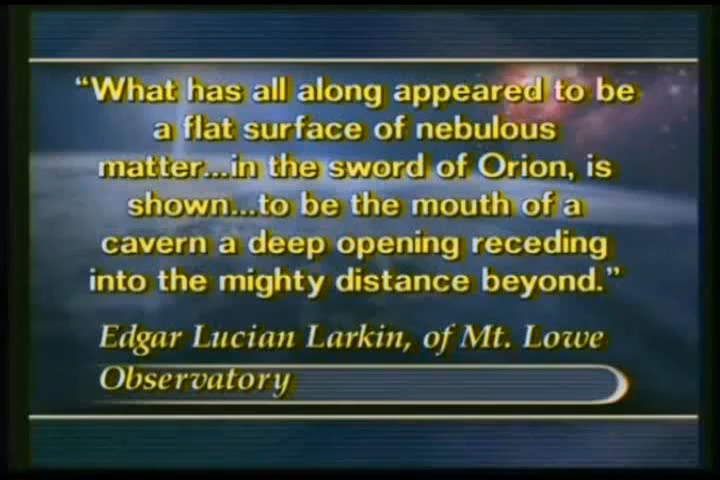 “What has all along appeared to be
a flat surface of nebulous
matter...in the sword of Orion, is
shown...to be the mouth of a
cavern a deep opening receding
into the mighty distance beyond.”
Edgar Lucian Larkin, of Mt. Lowe
Observatory